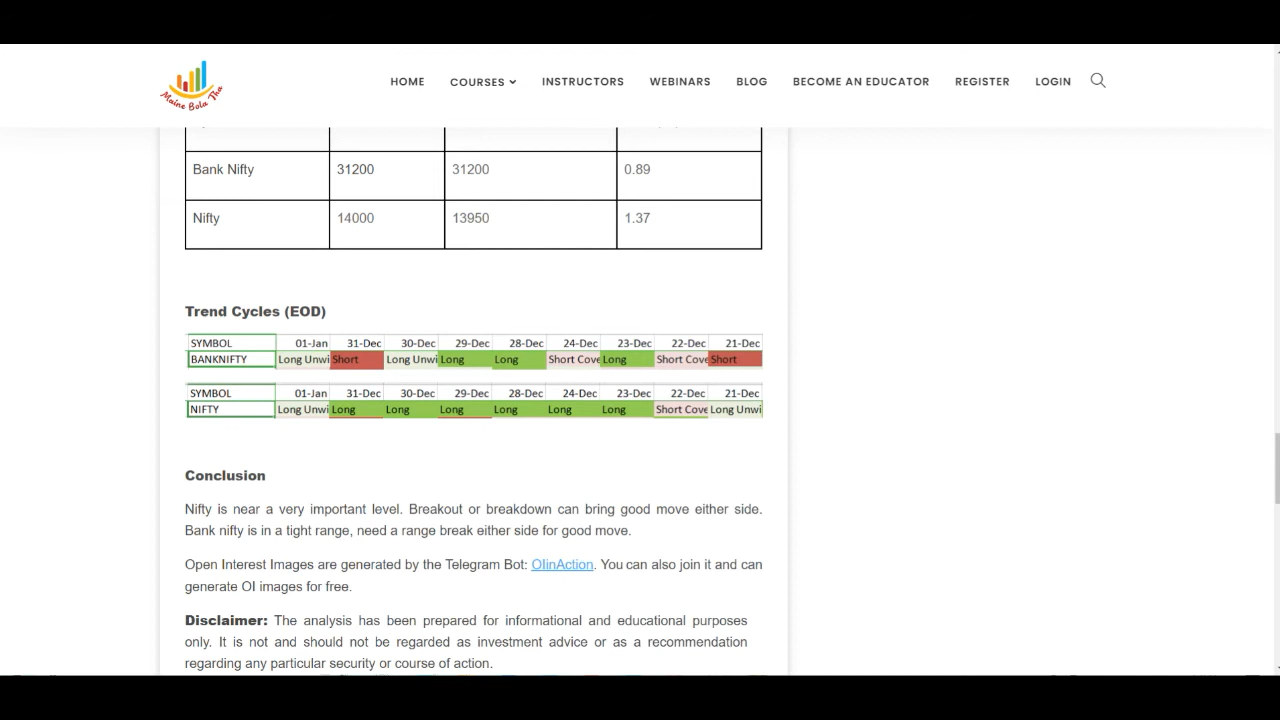 Maine Bola Tha
HOME COURSES INSTRUCTORS WEBINARS BLOG BECOME AN EDUCATOR REGISTER LOGIN
Bank Nifty 31200 31200 0.89
Nifty 14000 13950 1.37
Trend Cycles (EOD)
SYMBOL 01-Jan 31-Dec 30-Dec 29-Dec 28-Dec 24-Dec 23-Dec 22-Dec 21-Dec
BANKNIFTY Long Unwi Short Long Unwi Long Long Short Cove Long Short Cove Short
SYMBOL 01-Jan 31-Dec 30-Dec 29-Dec 28-Dec 24-Dec 23-Dec 22-Dec 21-Dec
NIFTY Long Unwi Long Long Long Long Long Long Short Cove Long Unwi
Conclusion
Nifty is near a very important level. Breakout or breakdown can bring good move either side.
Bank nifty is in a tight range, need a range break either side for good move.
Open Interest Images are generated by the Telegram Bot: OIinAction. You can also join it and can
generate OI images for free.
Disclaimer: The analysis has been prepared for informational and educational purposes
only. It is not and should not be regarded as investment advice or as a recommendation
regarding any particular security or course of action.